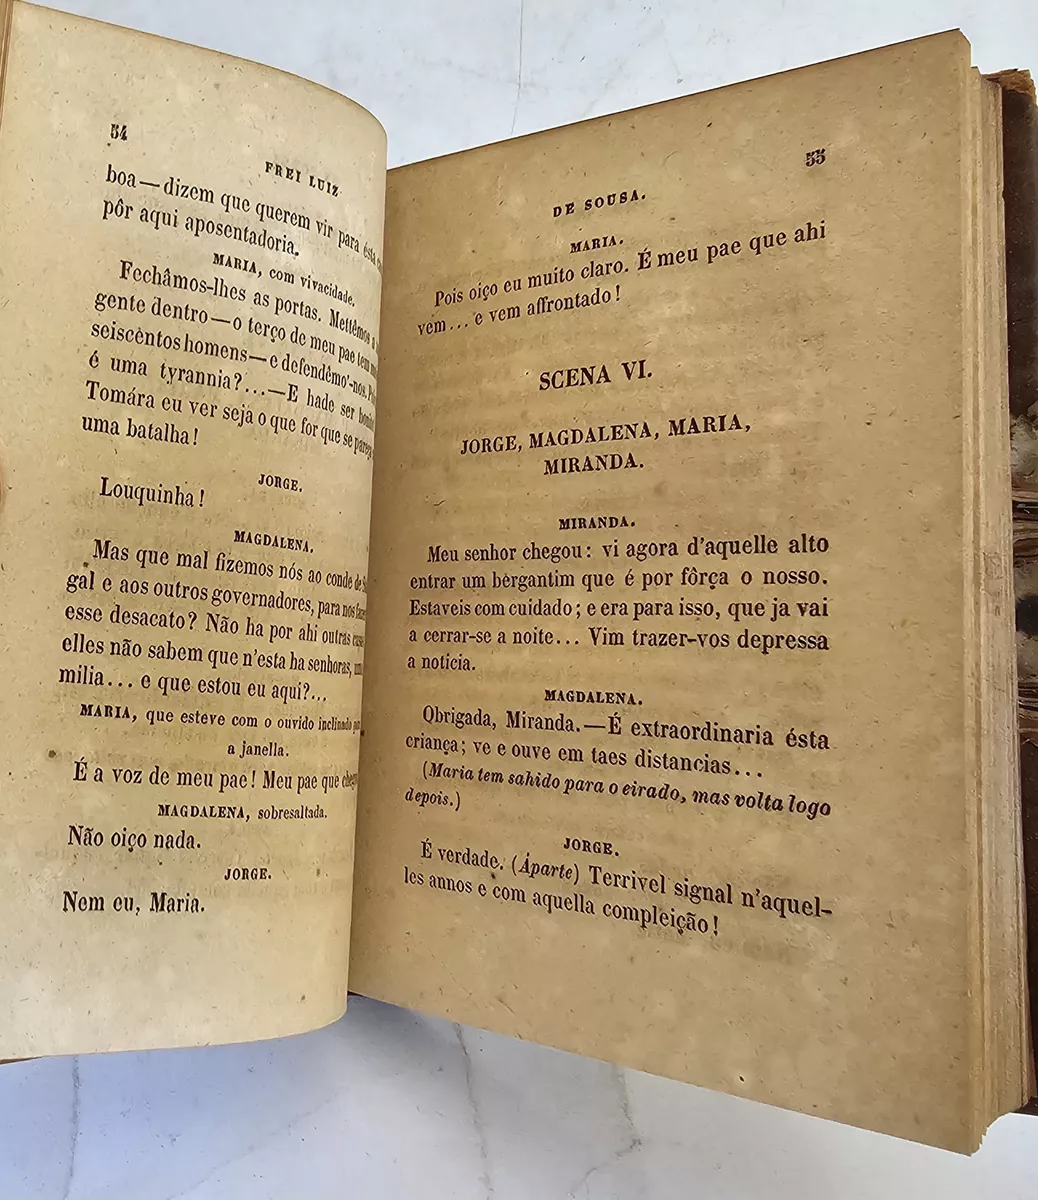 54
FREI LUIZ
boa—dizem que querem vir para ésta
pôr aqui aposentadoria.
MARIA, com vivacidade.
Fechâmos-lhes as portas. Mettêmos a
gente dentro—o terço de meu pae tem
seiscentos homens—e defendêmo'-nos.
é uma tyrannia?...—E hade ser
Tomára eu ver seja o que for que se
uma batalha!
JORGE.
Louquinha!
MAGDALENA.
Mas que mal fizemos nós ao conde de
gal e aos outros governadores, para nos
esse desacato? Não ha por ahi outras
elles não sabem que n'esta ha senhoras,
milia... e que estou eu aqui?...
MARIA, que esteve com o ouvido inclinado
a janella.
É a voz de meu pae! Meu pae que
MAGDALENA, sobresaltada.
Não oiço nada.
JORGE.
Nem eu, Maria.
55
DE SOUSA.
MARIA.
Pois oiço eu muito claro. É meu pae que ahi
vem... e vem affrontado!
SCENA VI.
JORGE, MAGDALENA, MARIA,
MIRANDA.
MIRANDA.
Meu senhor chegou: vi agora d'aquelle alto
entrar um bèrgantim que é por fôrça o nosso.
Estaveis com cuidado; e era para isso, que ja vai
a cerrar-se a noite... Vim trazer-vos depressa
a noticia.
MAGDALENA.
Obrigada, Miranda.—É extraordinaria ésta
criança; ve e ouve em taes distancias...
(Maria tem sahido para o eirado, mas volta logo
depois.)
JORGE.
É verdade. (Áparte) Terrivel signal n'aquel-
les annos e com aquella compleição!